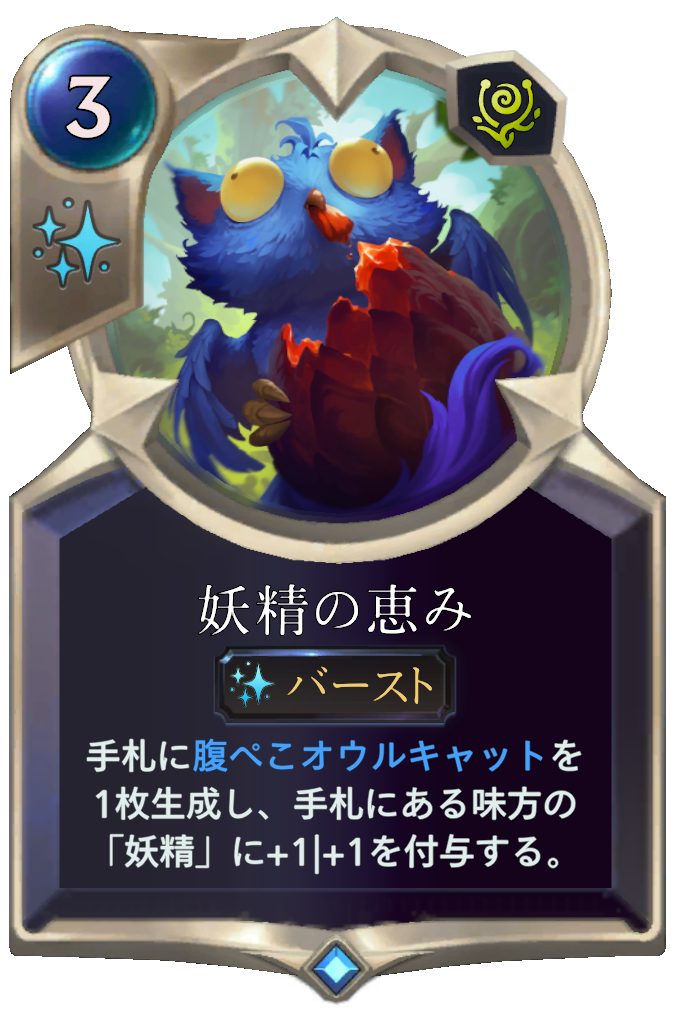 3
妖精の恵み
バースト
手札に腹ぺこオウルキャットを
1枚生成し、手札にある味方の
「妖精」に+1|+1を付与する。